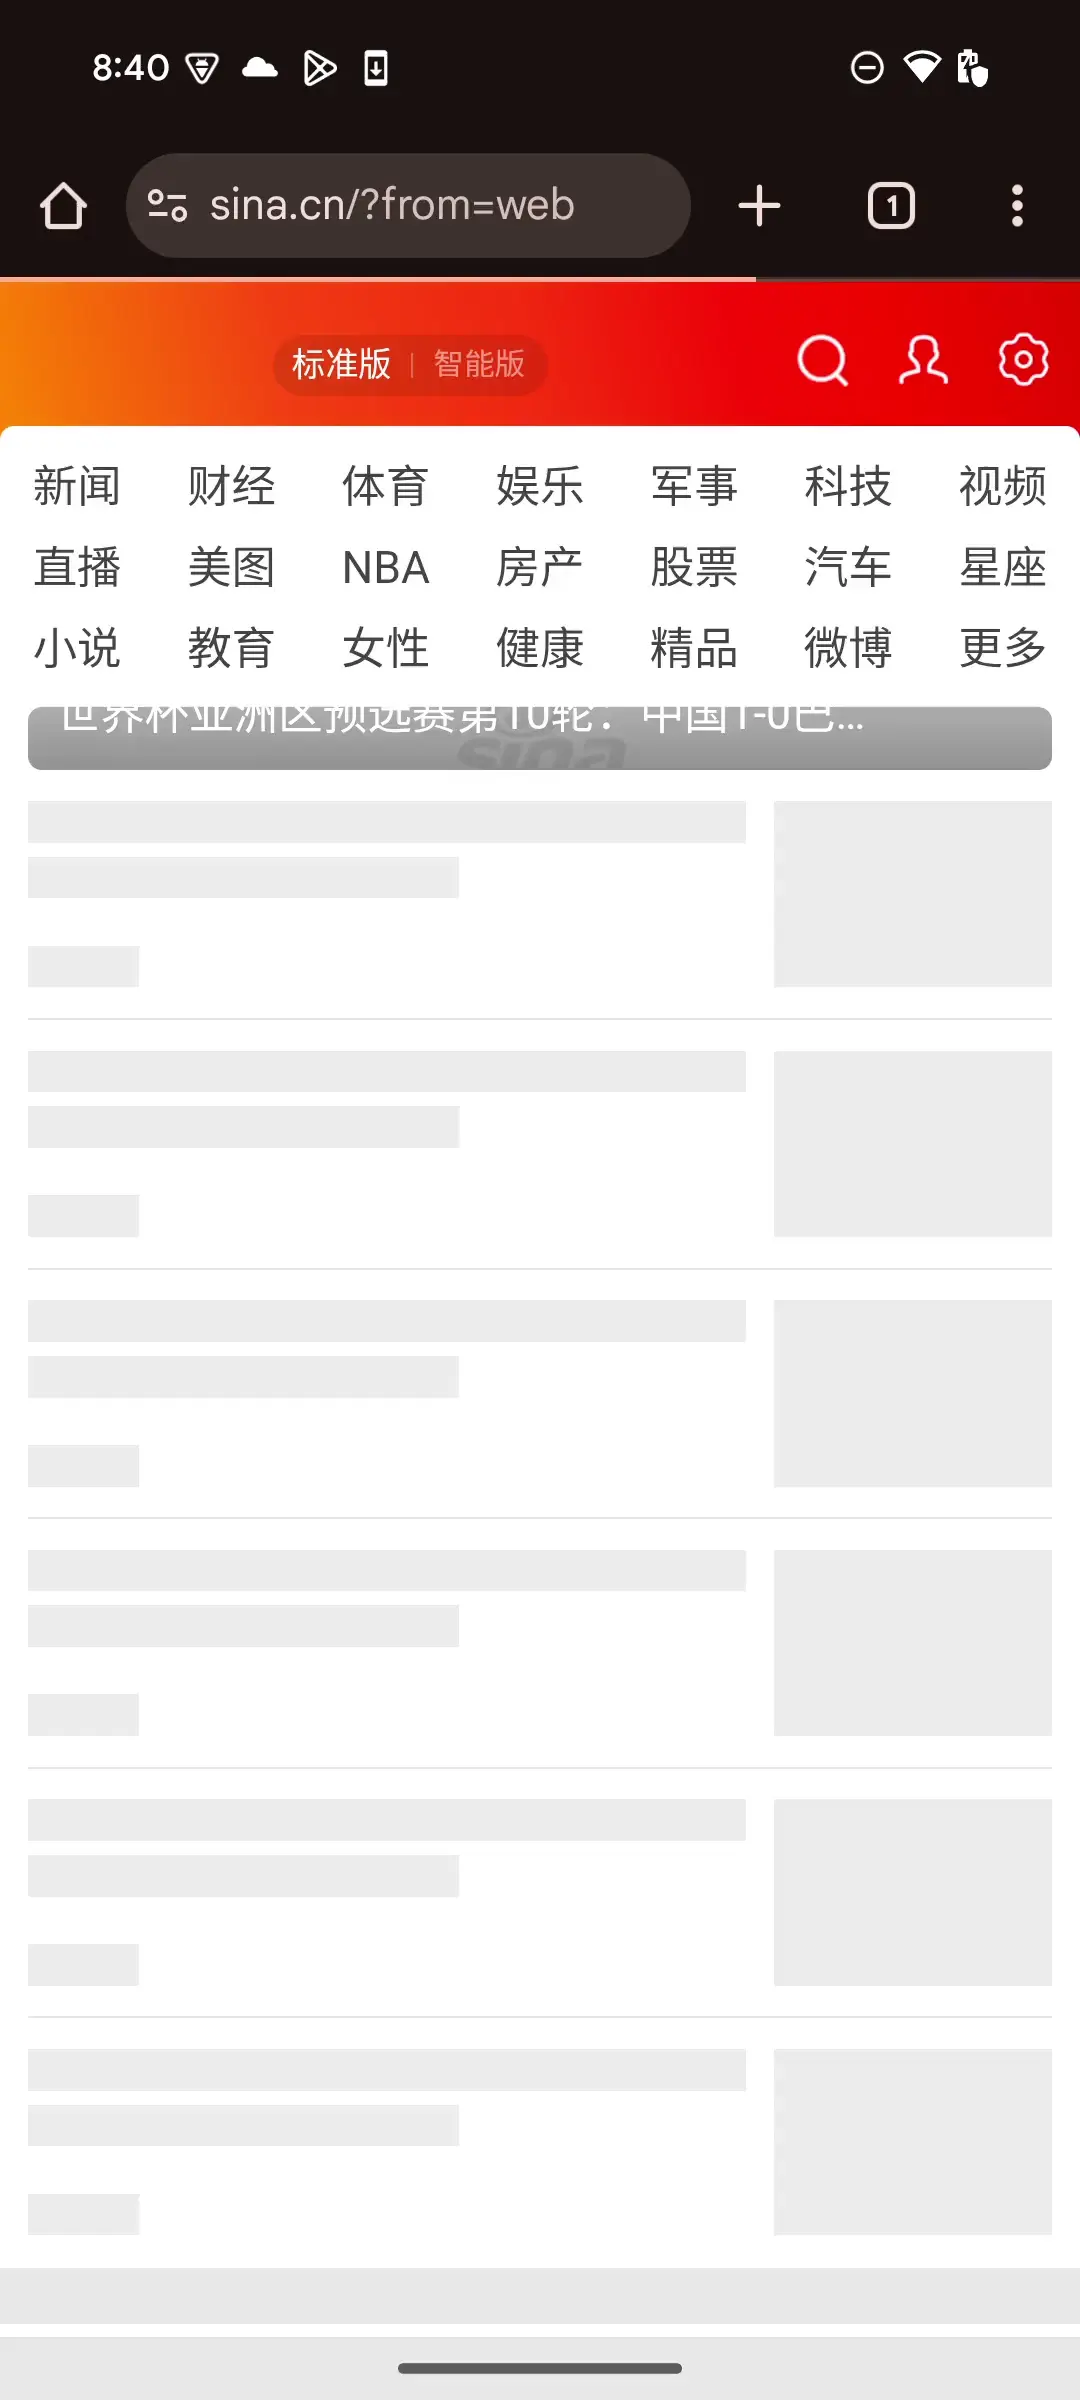 8:40
sina.cn/?from=web
1
标准版 | 智能版
新闻 财经 体育 娱乐 军事 科技 视频
直播 美图 NBA 房产 股票 汽车 星座
小说 教育 女性 健康 精品 微博 更多
世界杯亚洲区预选赛第10轮：中国1-0巴...
sina